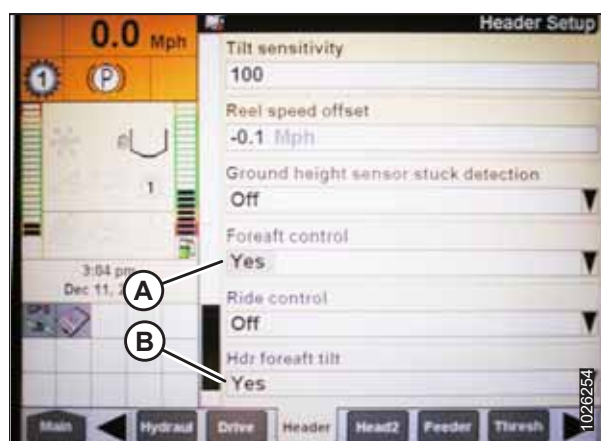 0.0 Mph
Header Setup
Tilt sensitivity
100
Reel speed offset
-0.1 Mph
Ground height sensor stuck detection
Off
Foreaft control
Yes
Ride control
Off
Hdr foreaft tilt
Yes
1
P
1
3:04 pm
Dec 11, 2
GPS
A
B
1026254
Main
Hydraul
Drive
Header
Head2
Feeder
Thresh